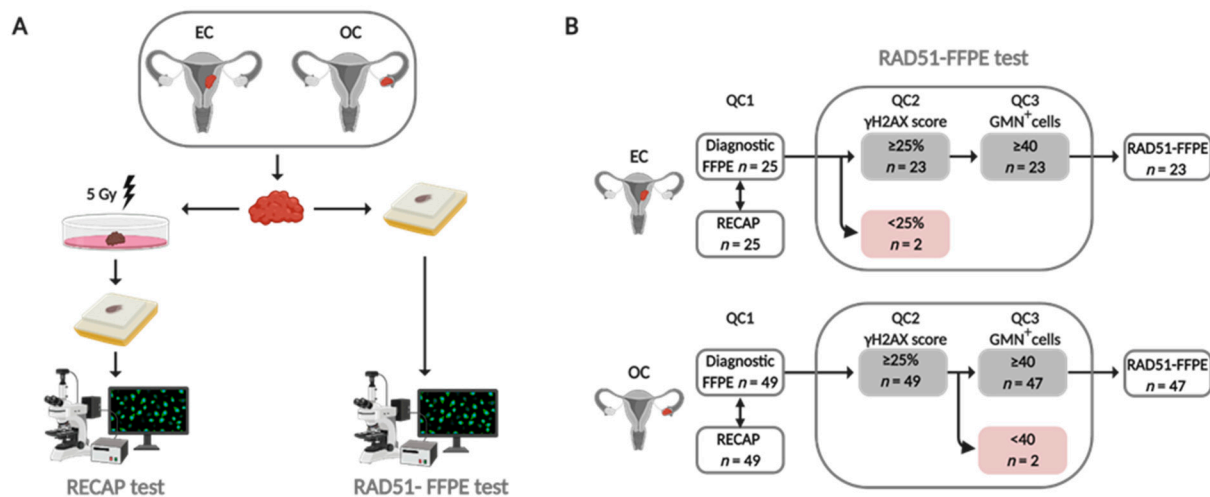 A
EC
OC
5 Gy
RECAP test
RAD51- FFPE test
B
RAD51-FFPE test
QC1
QC2
γH2AX score
QC3
GMN⁺ cells
EC
Diagnostic
FFPE n = 25
≥25%
n = 23
≥40
n = 23
RAD51-FFPE
n = 23
RECAP
n = 25
<25%
n = 2
QC1
QC2
γH2AX score
QC3
GMN⁺ cells
OC
Diagnostic
FFPE n = 49
≥25%
n = 49
≥40
n = 47
RAD51-FFPE
n = 47
RECAP
n = 49
<40
n = 2